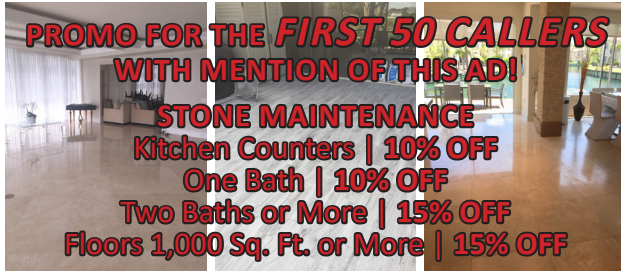 PROMO FOR THE FIRST 50 CALLERS
WITH MENTION OF THIS AD!
STONE MAINTENANCE
Kitchen Counters | 10% OFF
One Bath | 10% OFF
Two Baths or More | 15% OFF
Floors 1,000 Sq. Ft. or More | 15% OFF